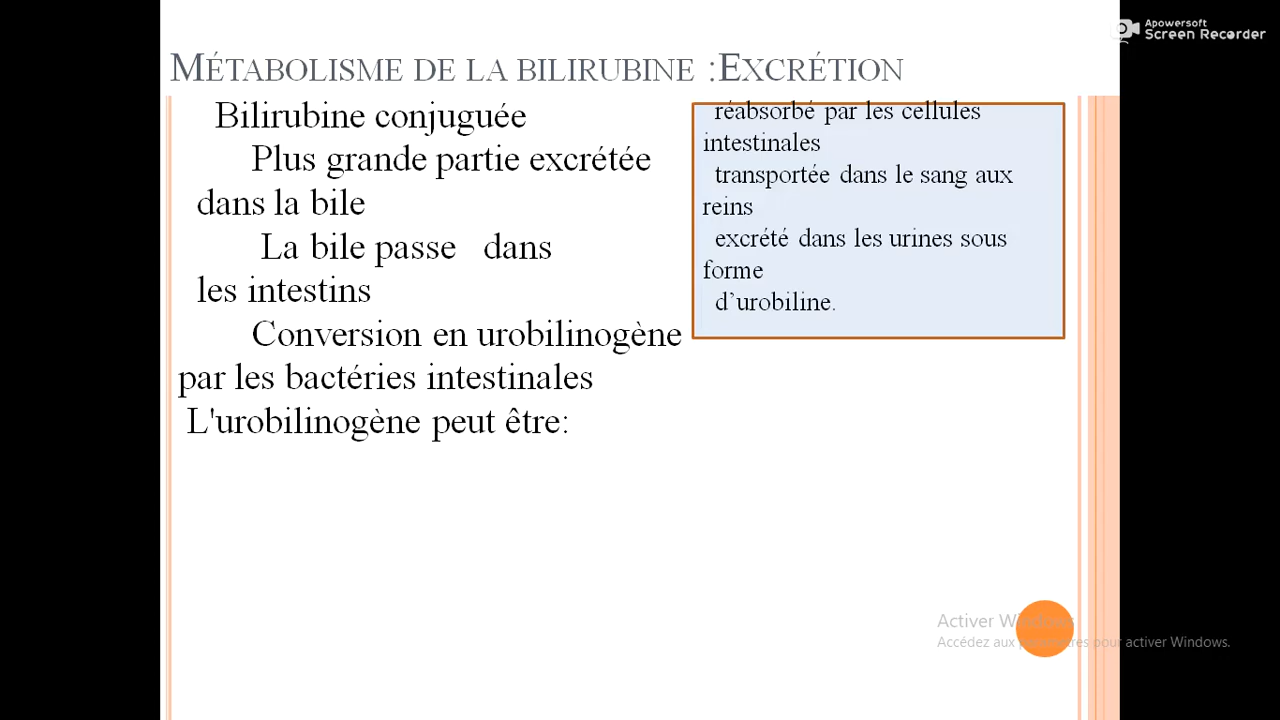 Apowersoft
Screen Recorder
MÉTABOLISME DE LA BILIRUBINE :EXCRÉTION
Bilirubine conjuguée
Plus grande partie excrétée
dans la bile
La bile passe dans
les intestins
Conversion en urobilinogène
par les bactéries intestinales
L'urobilinogène peut être:
réabsorbé par les cellules
intestinales
transportée dans le sang aux
reins
excrété dans les urines sous
forme
d’urobiline.
Activer Windows
Accédez aux paramètres pour activer Windows.